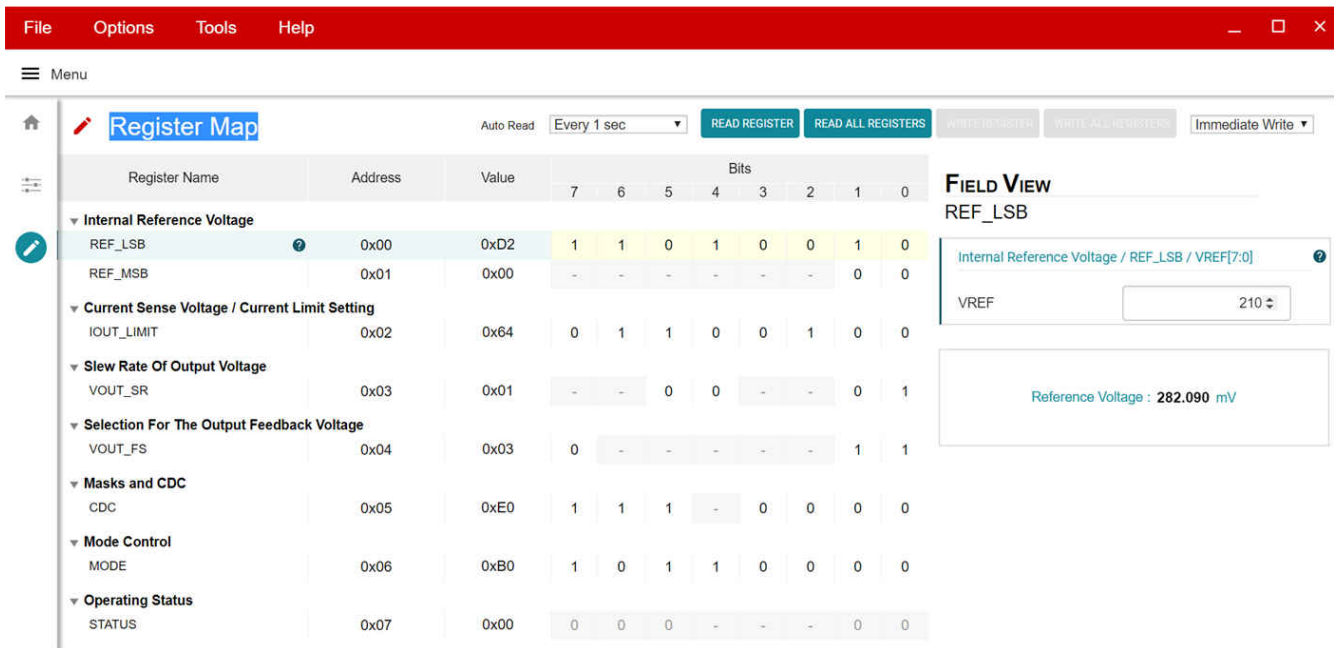 File Options Tools Help
Menu
Register Map
Auto Read Every 1 sec READ REGISTER READ ALL REGISTERS WRITE REGISTER WRITE ALL REGISTERS Immediate Write
Register Name Address Value Bits
7 6 5 4 3 2 1 0
Internal Reference Voltage
REF_LSB 0x00 0xD2 1 1 0 1 0 0 1 0
REF_MSB 0x01 0x00 - - - - - - 0 0
Current Sense Voltage / Current Limit Setting
IOUT_LIMIT 0x02 0x64 0 1 1 0 0 1 0 0
Slew Rate Of Output Voltage
VOUT_SR 0x03 0x01 - - 0 0 - - 0 1
Selection For The Output Feedback Voltage
VOUT_FS 0x04 0x03 0 - - - - - 1 1
Masks and CDC
CDC 0x05 0xE0 1 1 1 - 0 0 0 0
Mode Control
MODE 0x06 0xB0 1 0 1 1 0 0 0 0
Operating Status
STATUS 0x07 0x00 0 0 0 - - - 0 0
FIELD VIEW
REF_LSB
Internal Reference Voltage / REF_LSB / VREF[7:0]
VREF 210
Reference Voltage : 282.090 mV